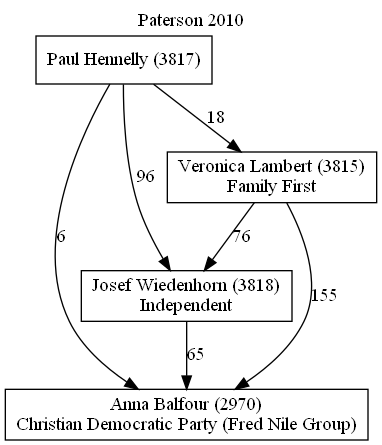 Paterson 2010
Paul Hennelly (3817)
18
Veronica Lambert (3815)
Family First
96
6
76
Josef Wiedenhorn (3818)
Independent
155
65
Anna Balfour (2970)
Christian Democratic Party (Fred Nile Group)